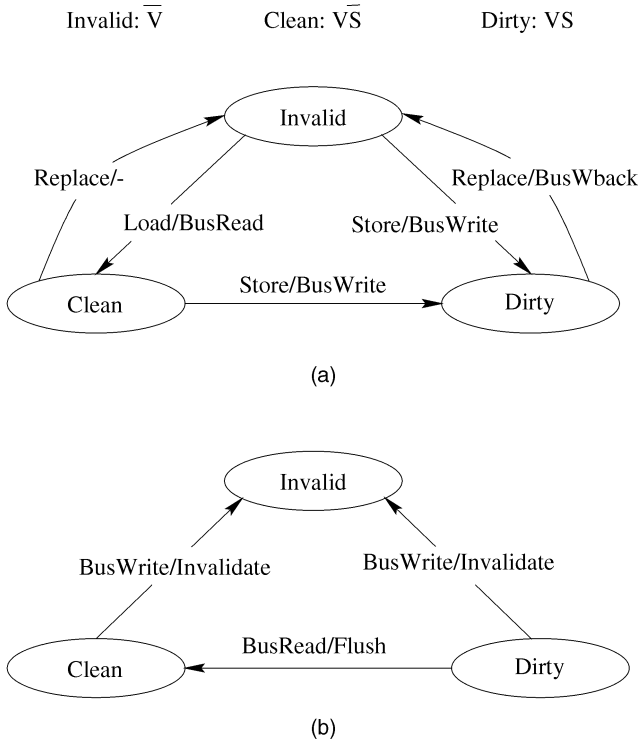 Invalid: V̅ Clean: VS̅ Dirty: VS
Invalid
Replace/- Replace/BusWback
Load/BusRead Store/BusWrite
Store/BusWrite
Clean Dirty
(a)
Invalid
BusWrite/Invalidate BusWrite/Invalidate
BusRead/Flush
Clean Dirty
(b)